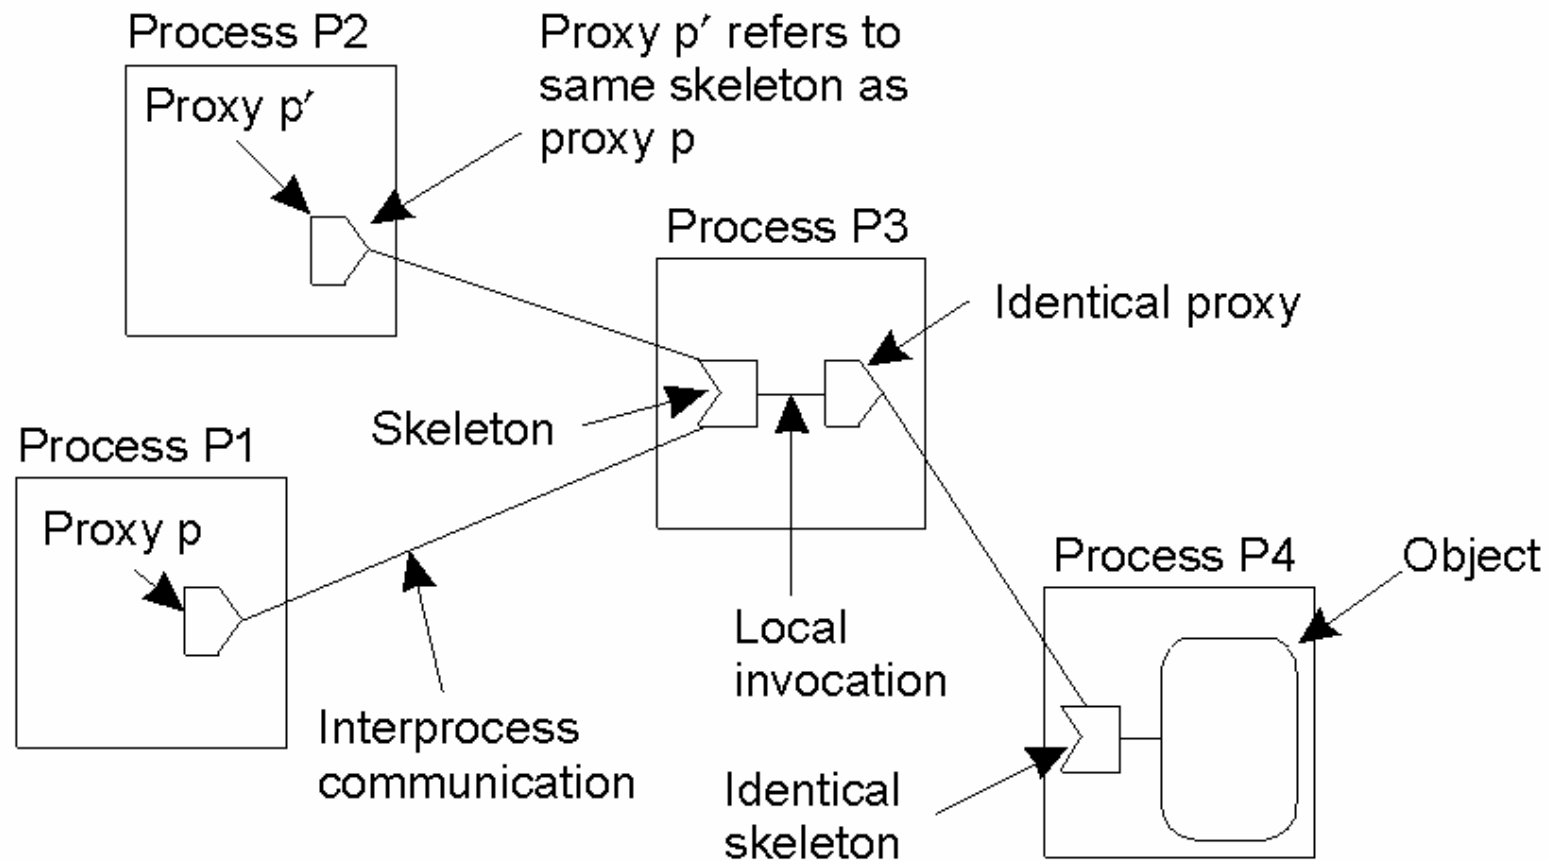 Process P2
Proxy p′
Proxy p′ refers to
same skeleton as
proxy p
Process P3
Identical proxy
Skeleton
Process P1
Proxy p
Interprocess
communication
Local
invocation
Process P4
Object
Identical
skeleton